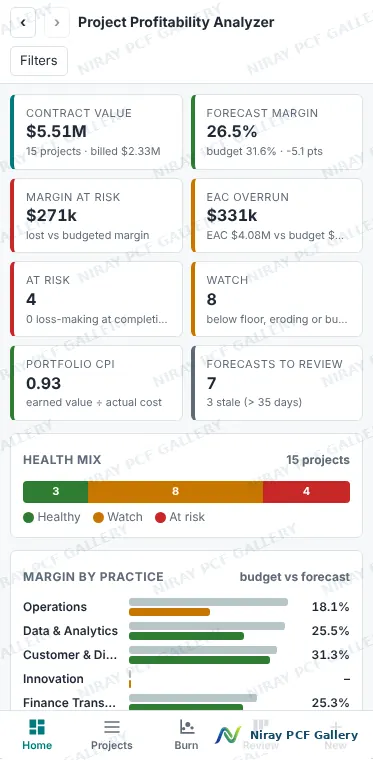 ‹ › Project Profitability Analyzer
Filters
CONTRACT VALUE
$5.51M
15 projects · billed $2.33M
FORECAST MARGIN
26.5%
budget 31.6% · -5.1 pts
MARGIN AT RISK
$271k
lost vs budgeted margin
EAC OVERRUN
$331k
EAC $4.08M vs budget $...
AT RISK
4
0 loss-making at completi...
WATCH
8
below floor, eroding or bu...
PORTFOLIO CPI
0.93
earned value ÷ actual cost
FORECASTS TO REVIEW
7
3 stale (> 35 days)
HEALTH MIX 15 projects
3 8 4
Healthy Watch At risk
MARGIN BY PRACTICE budget vs forecast
Operations 18.1%
Data & Analytics 25.5%
Customer & Di... 31.3%
Innovation –
Finance Trans... 25.3%
Home Projects Burn Review New
Niray PCF Gallery
NIRAY PCF GALLERY